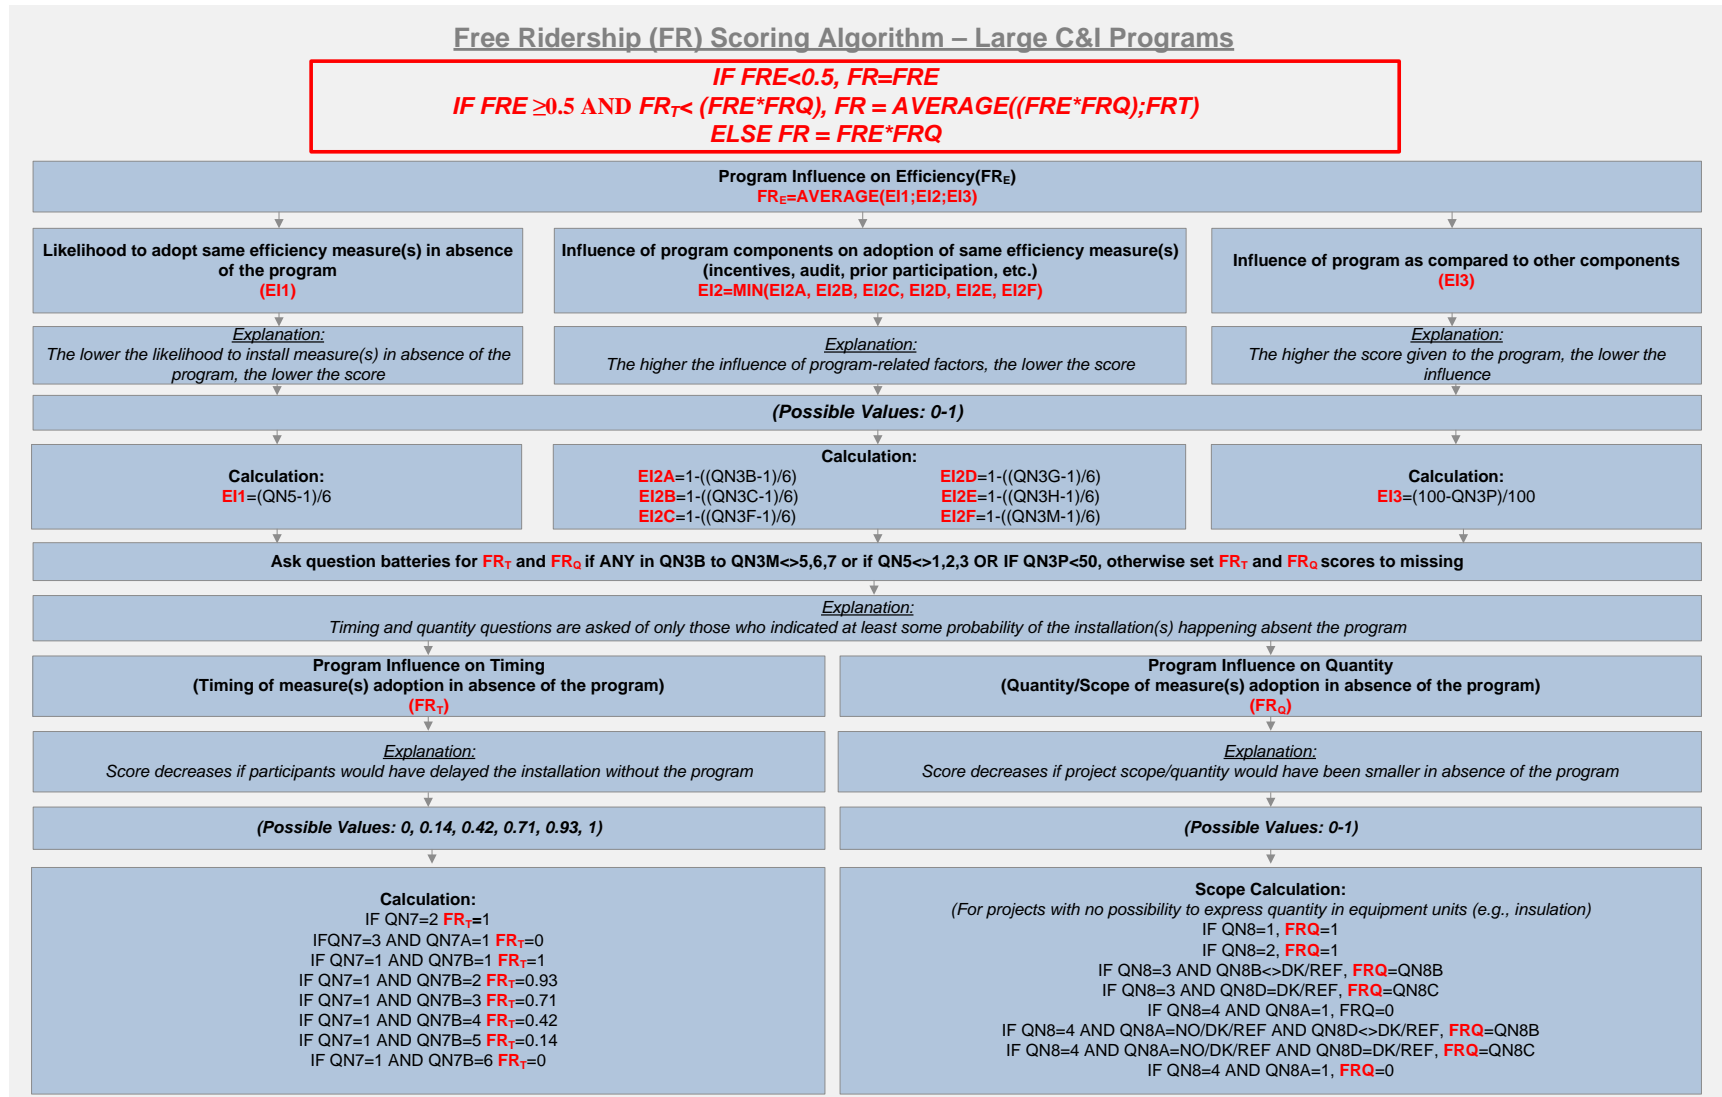 Free Ridership (FR) Scoring Algorithm – Large C&I Programs
IF FRE<0.5, FR=FRE
IF FRE ≥0.5 AND FRT< (FRE*FRQ), FR = AVERAGE((FRE*FRQ);FRT)
ELSE FR = FRE*FRQ
Program Influence on Efficiency(FRE)
FRE=AVERAGE(EI1;EI2;EI3)
Likelihood to adopt same efficiency measure(s) in absence
of the program
(EI1)
Influence of program components on adoption of same efficiency measure(s)
(incentives, audit, prior participation, etc.)
EI2=MIN(EI2A, EI2B, EI2C, EI2D, EI2E, EI2F)
Influence of program as compared to other components
(EI3)
Explanation:
The lower the likelihood to install measure(s) in absence of the
program, the lower the score
Explanation:
The higher the influence of program-related factors, the lower the score
Explanation:
The higher the score given to the program, the lower the
influence
(Possible Values: 0-1)
Calculation:
EI1=(QN5-1)/6
Calculation:
EI2A=1-((QN3B-1)/6)
EI2B=1-((QN3C-1)/6)
EI2C=1-((QN3F-1)/6)
EI2D=1-((QN3G-1)/6)
EI2E=1-((QN3H-1)/6)
EI2F=1-((QN3M-1)/6)
Calculation:
EI3=(100-QN3P)/100
Ask question batteries for FRT and FRQ if ANY in QN3B to QN3M<>5,6,7 or if QN5<>1,2,3 OR IF QN3P<50, otherwise set FRT and FRQ scores to missing
Explanation:
Timing and quantity questions are asked of only those who indicated at least some probability of the installation(s) happening absent the program
Program Influence on Timing
(Timing of measure(s) adoption in absence of the program)
(FRT)
Explanation:
Score decreases if participants would have delayed the installation without the program
(Possible Values: 0, 0.14, 0.42, 0.71, 0.93, 1)
Calculation:
IF QN7=2 FRT=1
IFQN7=3 AND QN7A=1 FRT=0
IF QN7=1 AND QN7B=1 FRT=1
IF QN7=1 AND QN7B=2 FRT=0.93
IF QN7=1 AND QN7B=3 FRT=0.71
IF QN7=1 AND QN7B=4 FRT=0.42
IF QN7=1 AND QN7B=5 FRT=0.14
IF QN7=1 AND QN7B=6 FRT=0
Program Influence on Quantity
(Quantity/Scope of measure(s) adoption in absence of the program)
(FRQ)
Explanation:
Score decreases if project scope/quantity would have been smaller in absence of the program
(Possible Values: 0-1)
Scope Calculation:
(For projects with no possibility to express quantity in equipment units (e.g., insulation)
IF QN8=1, FRQ=1
IF QN8=2, FRQ=1
IF QN8=3 AND QN8B<>DK/REF, FRQ=QN8B
IF QN8=3 AND QN8D=DK/REF, FRQ=QN8C
IF QN8=4 AND QN8A=1, FRQ=0
IF QN8=4 AND QN8A=NO/DK/REF AND QN8D<>DK/REF, FRQ=QN8B
IF QN8=4 AND QN8A=NO/DK/REF AND QN8D=DK/REF, FRQ=QN8C
IF QN8=4 AND QN8A=1, FRQ=0